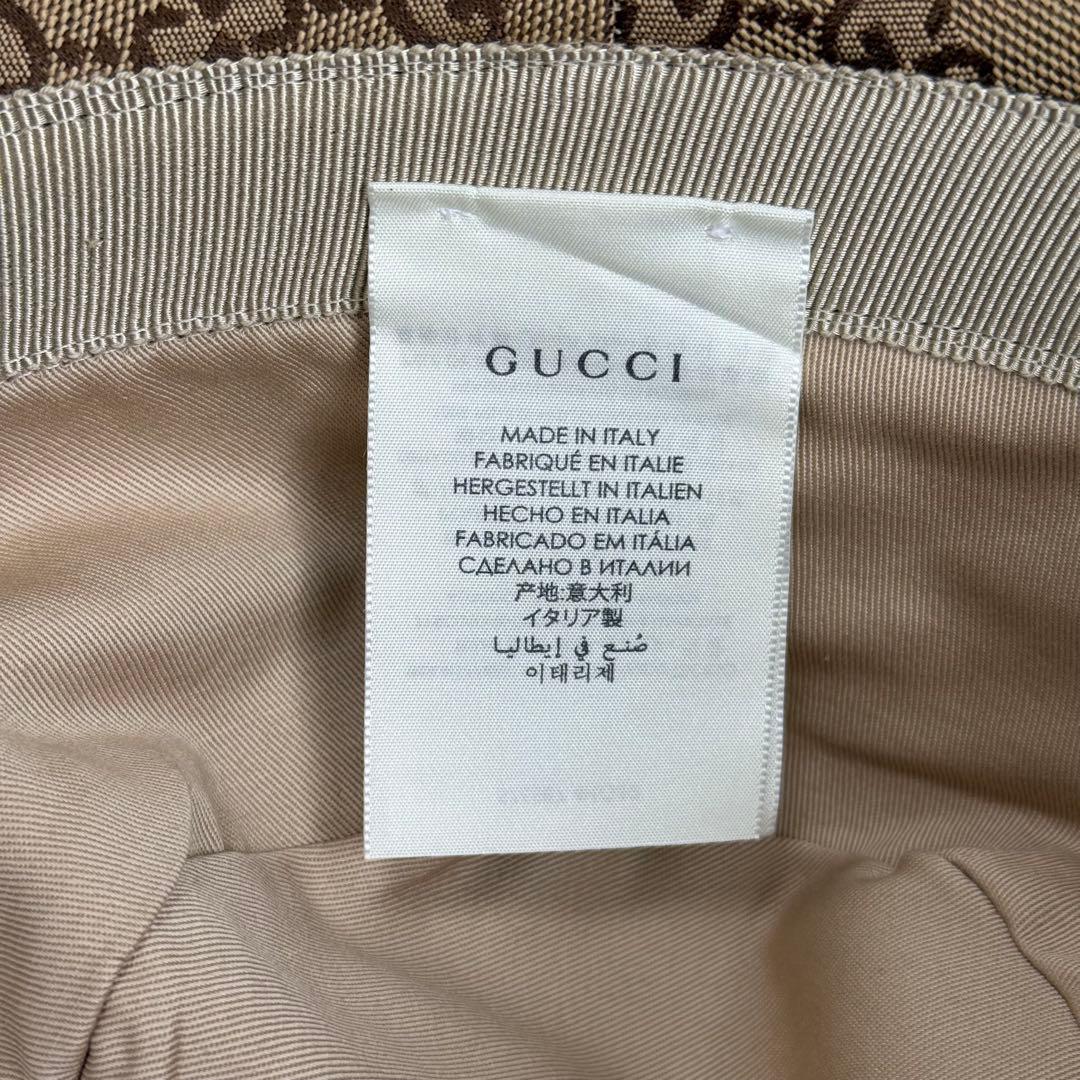 GUCCI
MADE IN ITALY
FABRIQUÉ EN ITALIE
HERGESTELLT IN ITALIEN
HECHO EN ITALIA
FABRICADO EM ITÁLIA
СДЕЛАНО В ИТАЛИИ
产地:意大利
イタリア製
صُنع في إيطاليا
이태리제